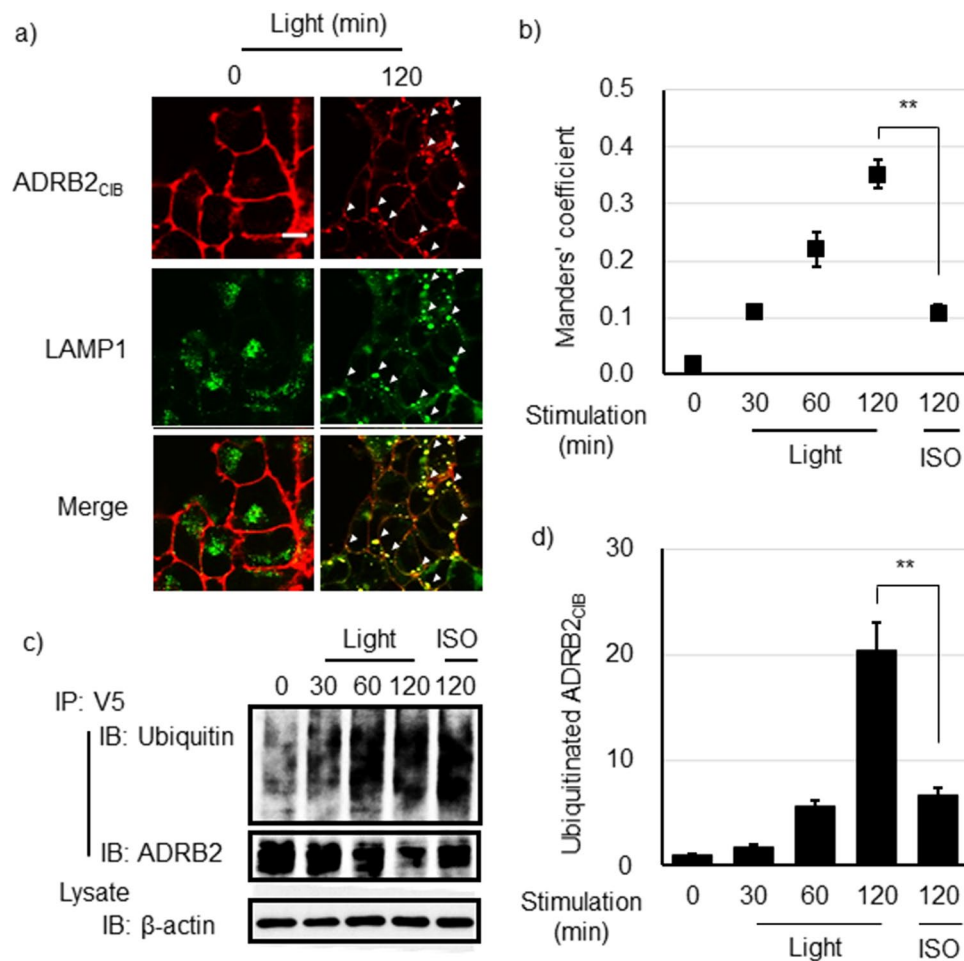 a)
Light (min)
0 120
ADRB2CIB
LAMP1
Merge
b)
Manders' coefficient
0.5
0.4
0.3
0.2
0.1
0.0
**
Stimulation (min)
0 30 60 120 120
Light ISO
c)
Light ISO
0 30 60 120 120
IP: V5
IB: Ubiquitin
IB: ADRB2
Lysate
IB: β-actin
d)
Ubiquitinated ADRB2CIB
30
20
10
0
**
Stimulation (min)
0 30 60 120 120
Light ISO